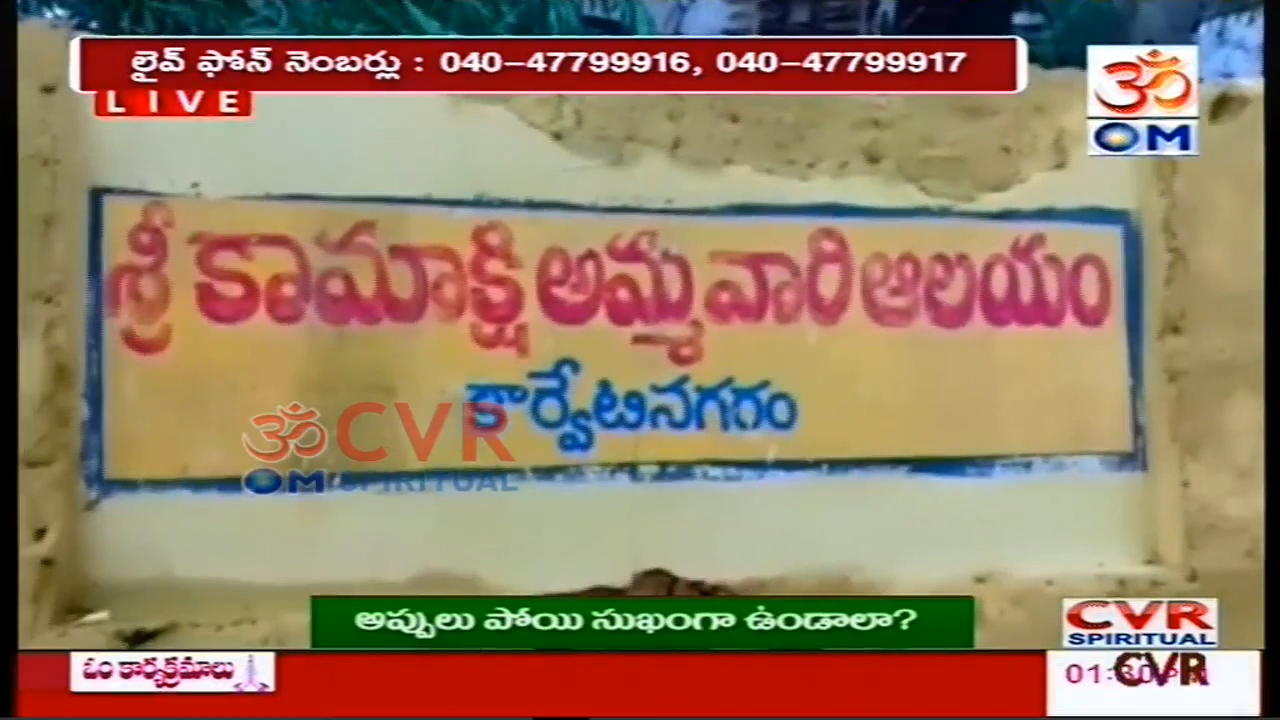 లైవ్ ఫోన్ నెంబర్లు : 040-47799916, 040-47799917
LIVE
ॐ
OM
శ్రీ కామాక్షి అమ్మవారి ఆలయం
కార్వేటినగగం
ॐ CVR
OM SPIRITUAL
అప్పులు పోయి సుఖంగా ఉండాలా?
CVR
SPIRITUAL
ఓం కార్యక్రమాలు
CVR